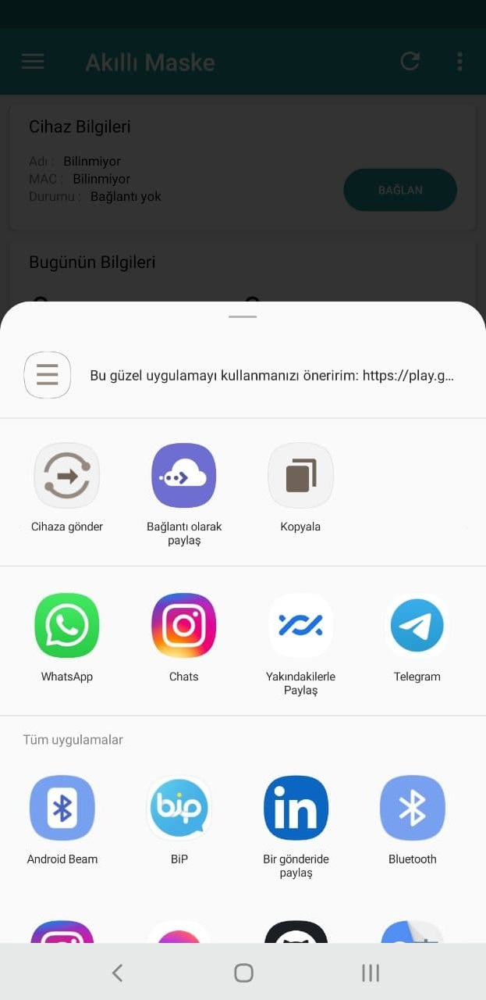 Akıllı Maske
Cihaz Bilgileri
Adı : Bilinmiyor
MAC : Bilinmiyor
Durumu : Bağlantı yok
BAĞLAN
Bugünün Bilgileri
Bu güzel uygulamayı kullanmanızı öneririm: https://play.g...
Cihaza gönder
Bağlantı olarak
paylaş
Kopyala
WhatsApp
Chats
Yakındakilerle
Paylaş
Telegram
Tüm uygulamalar
bip
in
Android Beam
BiP
Bir gönderide
paylaş
Bluetooth